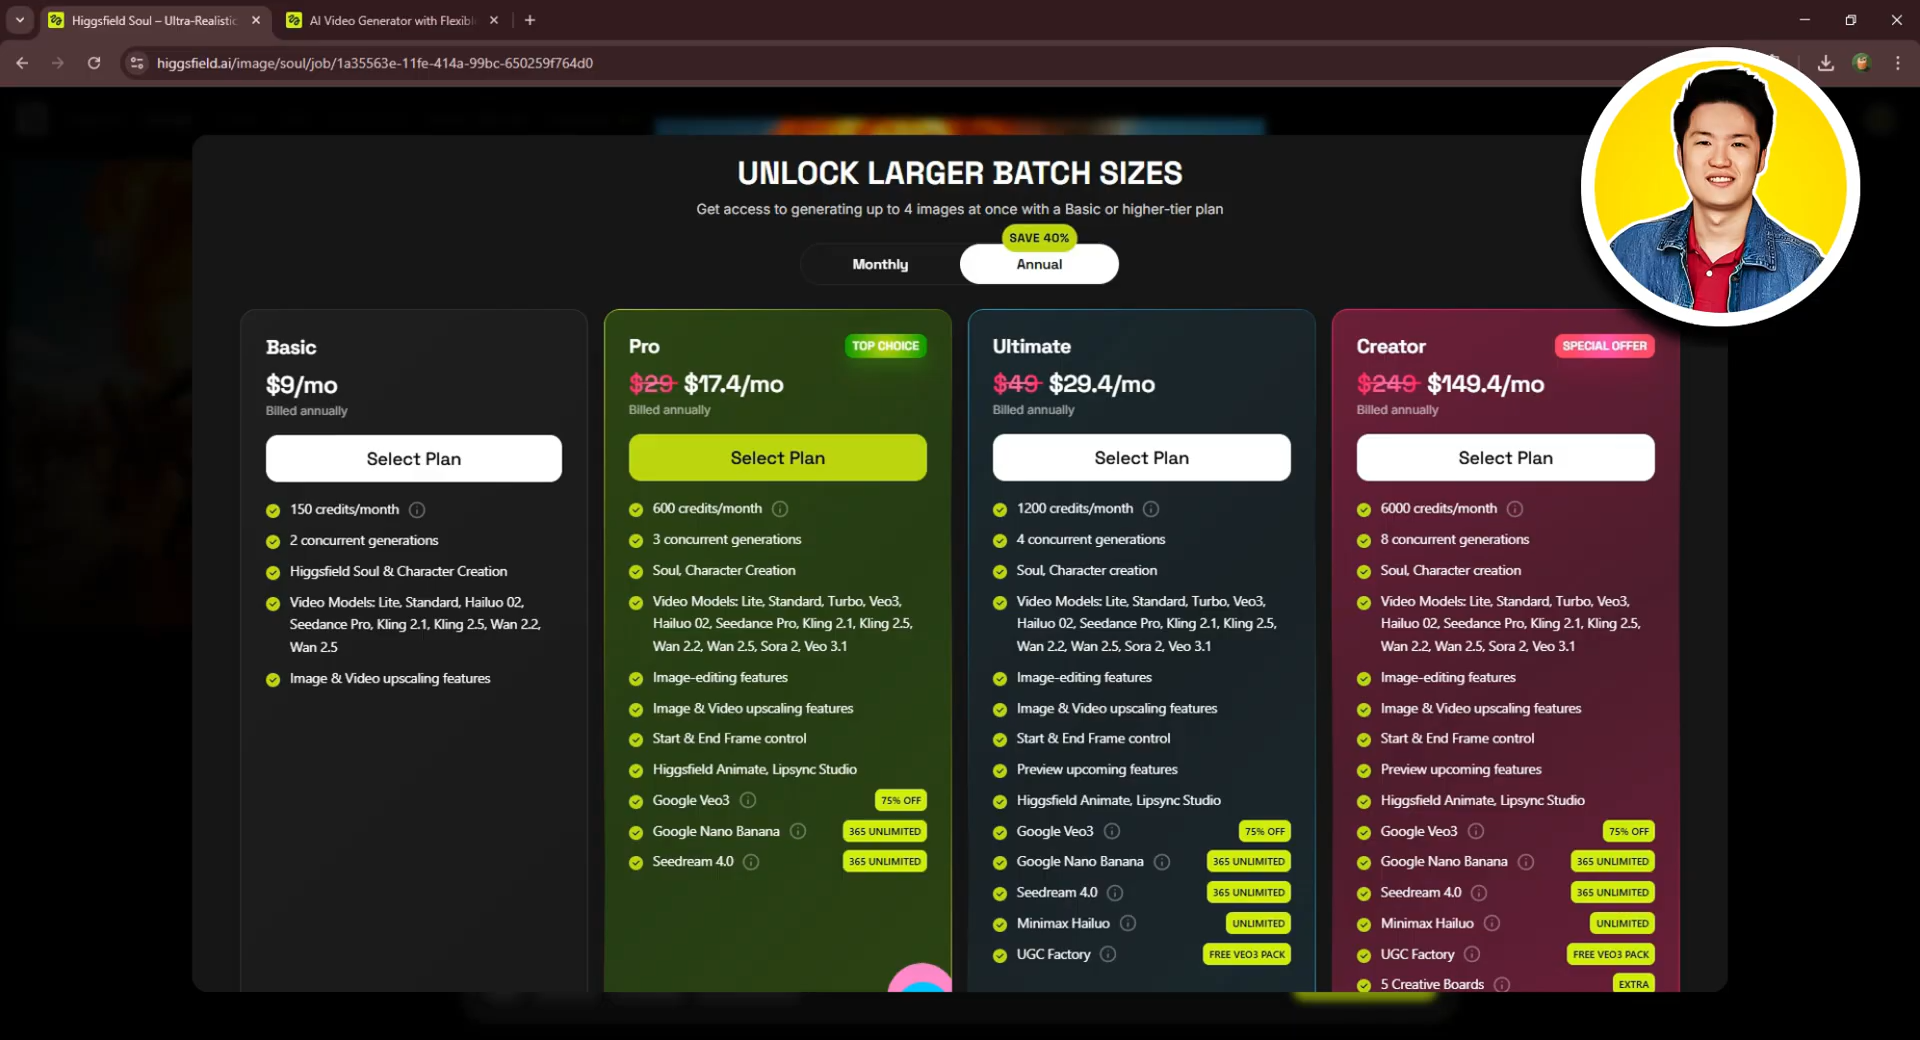 Higgsfield Soul – Ultra-Realistic
AI Video Generator with Flexib
higgsfield.ai/image/soul/job/1a35563e-11fe-414a-99bc-650259f764d0
UNLOCK LARGER BATCH SIZES
Get access to generating up to 4 images at once with a Basic or higher-tier plan
SAVE 40%
Monthly
Annual
Basic
$9/mo
Billed annually
Select Plan
150 credits/month
2 concurrent generations
Higgsfield Soul & Character Creation
Video Models: Lite, Standard, Hailuo 02,
Seedance Pro, Kling 2.1, Kling 2.5, Wan 2.2,
Wan 2.5
Image & Video upscaling features
Pro
TOP CHOICE
$29 $17.4/mo
Billed annually
Select Plan
600 credits/month
3 concurrent generations
Soul, Character Creation
Video Models: Lite, Standard, Turbo, Veo3,
Hailuo 02, Seedance Pro, Kling 2.1, Kling 2.5,
Wan 2.2, Wan 2.5, Sora 2, Veo 3.1
Image-editing features
Image & Video upscaling features
Start & End Frame control
Higgsfield Animate, Lipsync Studio
Google Veo3 75% OFF
Google Nano Banana 365 UNLIMITED
Seedream 4.0 365 UNLIMITED
Ultimate
$49 $29.4/mo
Billed annually
Select Plan
1200 credits/month
4 concurrent generations
Soul, Character creation
Video Models: Lite, Standard, Turbo, Veo3,
Hailuo 02, Seedance Pro, Kling 2.1, Kling 2.5,
Wan 2.2, Wan 2.5, Sora 2, Veo 3.1
Image-editing features
Image & Video upscaling features
Start & End Frame control
Preview upcoming features
Higgsfield Animate, Lipsync Studio
Google Veo3 75% OFF
Google Nano Banana 365 UNLIMITED
Seedream 4.0 365 UNLIMITED
Minimax Hailuo UNLIMITED
UGC Factory FREE VEO3 PACK
Creator
SPECIAL OFFER
$249 $149.4/mo
Billed annually
Select Plan
6000 credits/month
8 concurrent generations
Soul, Character creation
Video Models: Lite, Standard, Turbo, Veo3,
Hailuo 02, Seedance Pro, Kling 2.1, Kling 2.5,
Wan 2.2, Wan 2.5, Sora 2, Veo 3.1
Image-editing features
Image & Video upscaling features
Start & End Frame control
Preview upcoming features
Higgsfield Animate, Lipsync Studio
Google Veo3 75% OFF
Google Nano Banana 365 UNLIMITED
Seedream 4.0 365 UNLIMITED
Minimax Hailuo UNLIMITED
UGC Factory FREE VEO3 PACK
5 Creative Boards EXTRA